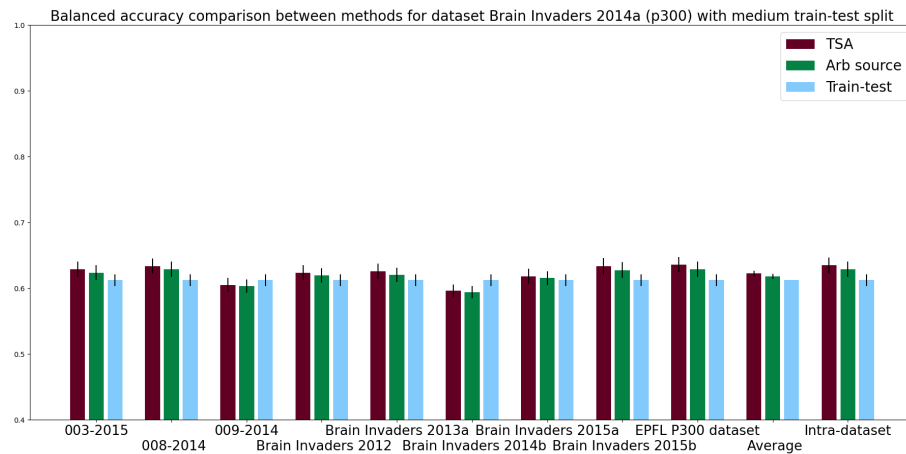 Balanced accuracy comparison between methods for dataset Brain Invaders 2014a (p300) with medium train-test split
TSA
Arb source
Train-test
1.0
0.9
0.8
0.7
0.6
0.5
0.4
003-2015
008-2014
009-2014
Brain Invaders 2012
Brain Invaders 2013a
Brain Invaders 2014b
Brain Invaders 2015a
Brain Invaders 2015b
EPFL P300 dataset
Average
Intra-dataset